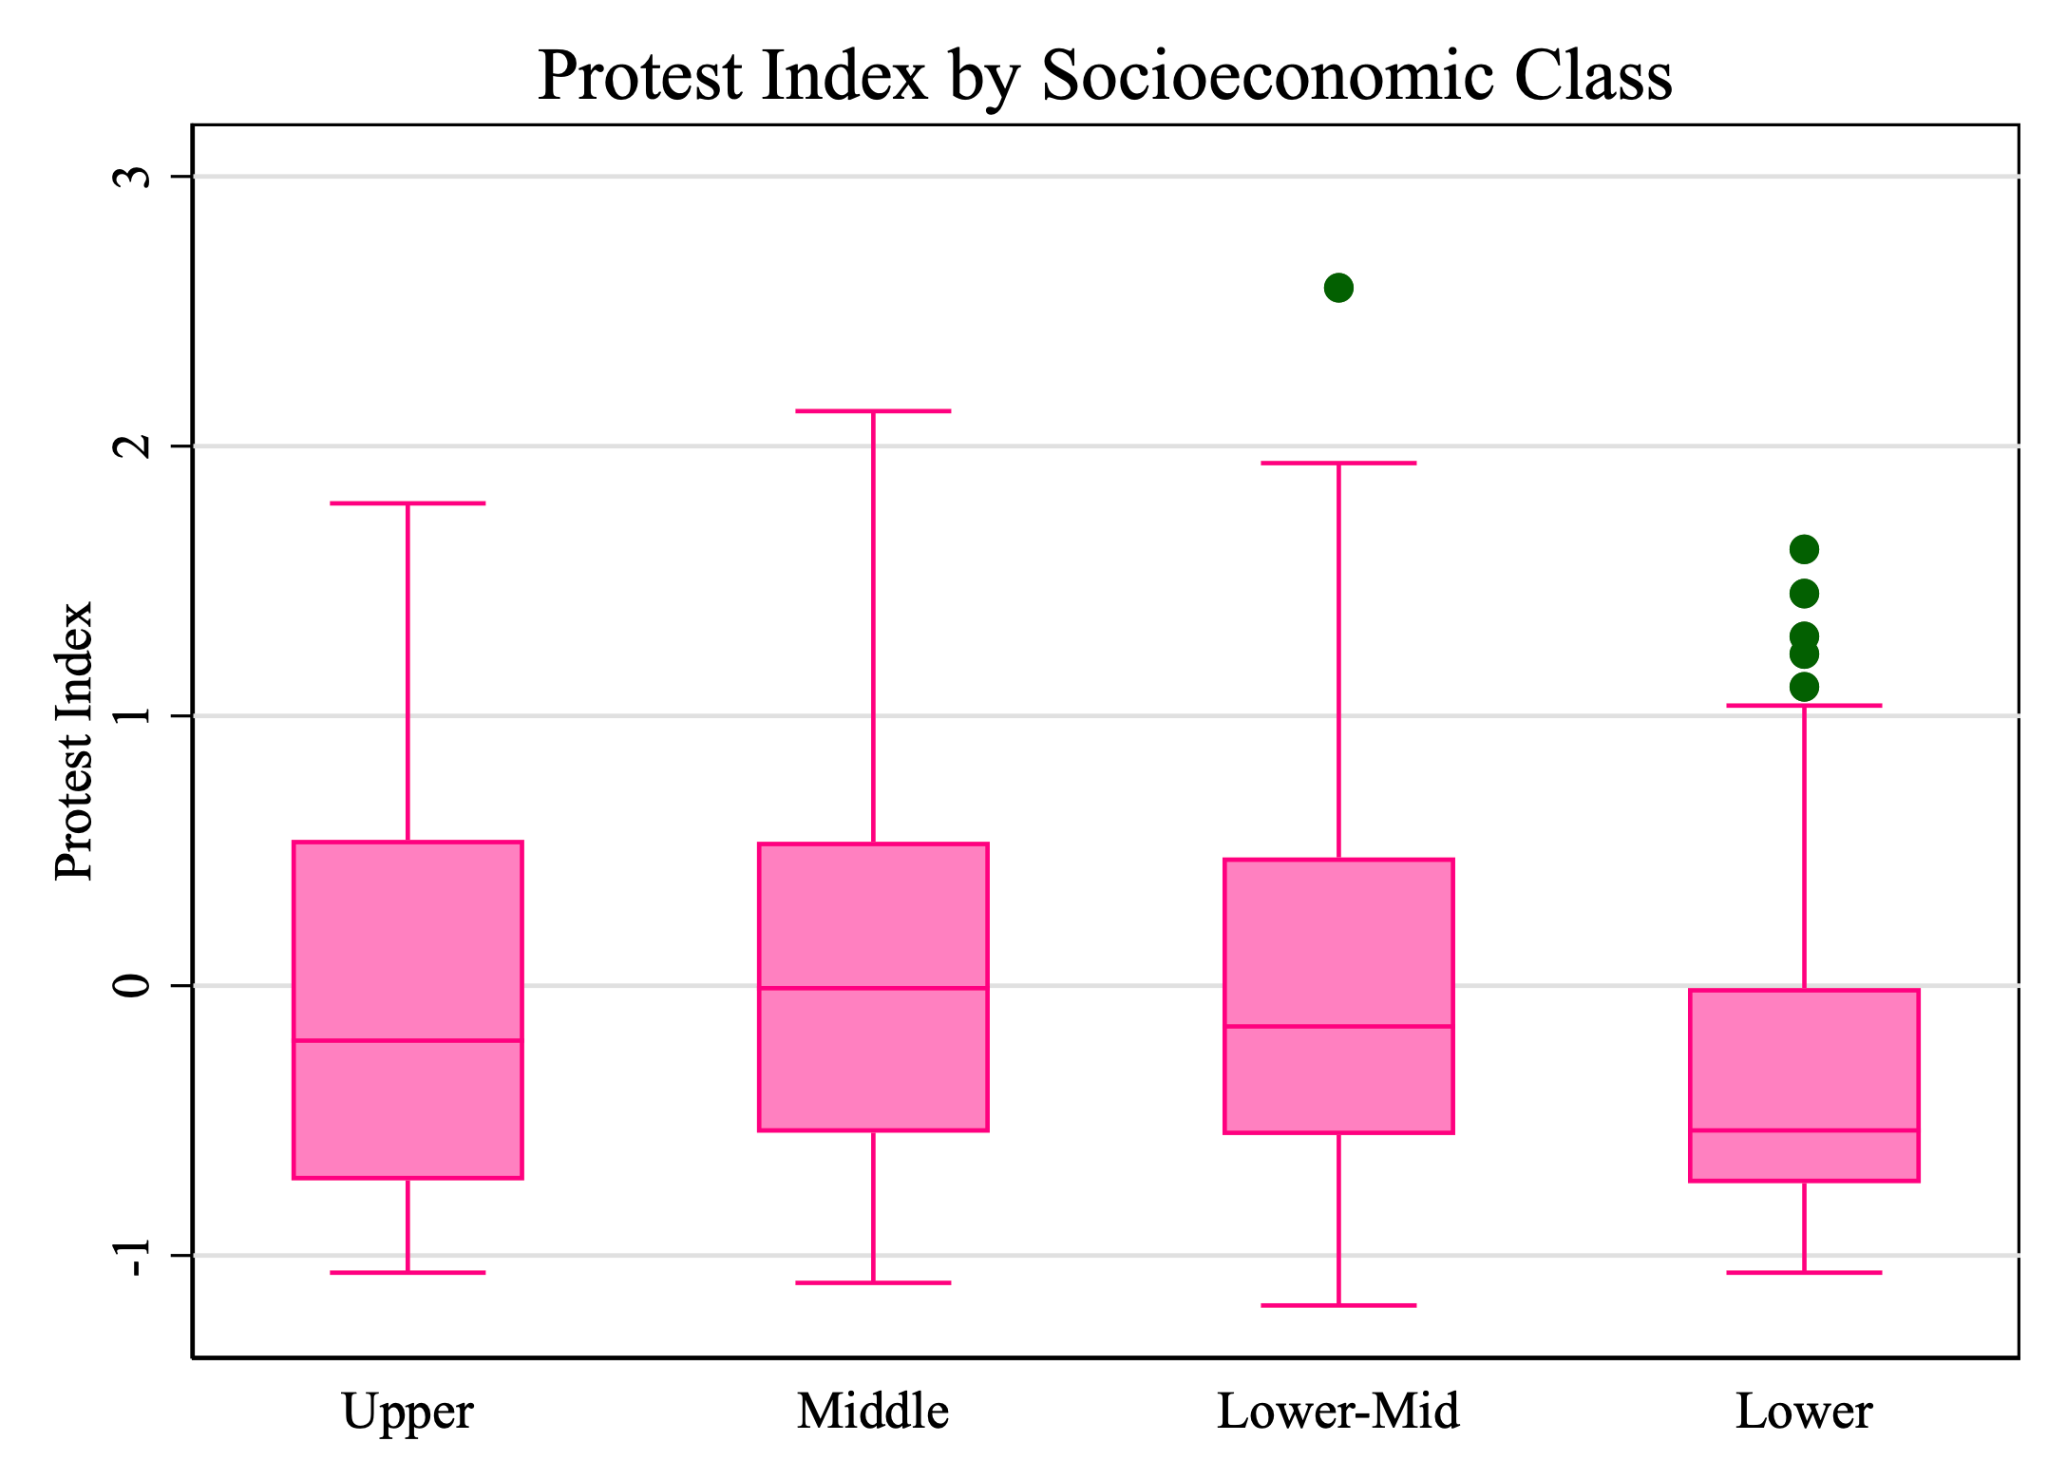 Protest Index by Socioeconomic Class
3
2
1
0
-1
Protest Index
Upper
Middle
Lower-Mid
Lower